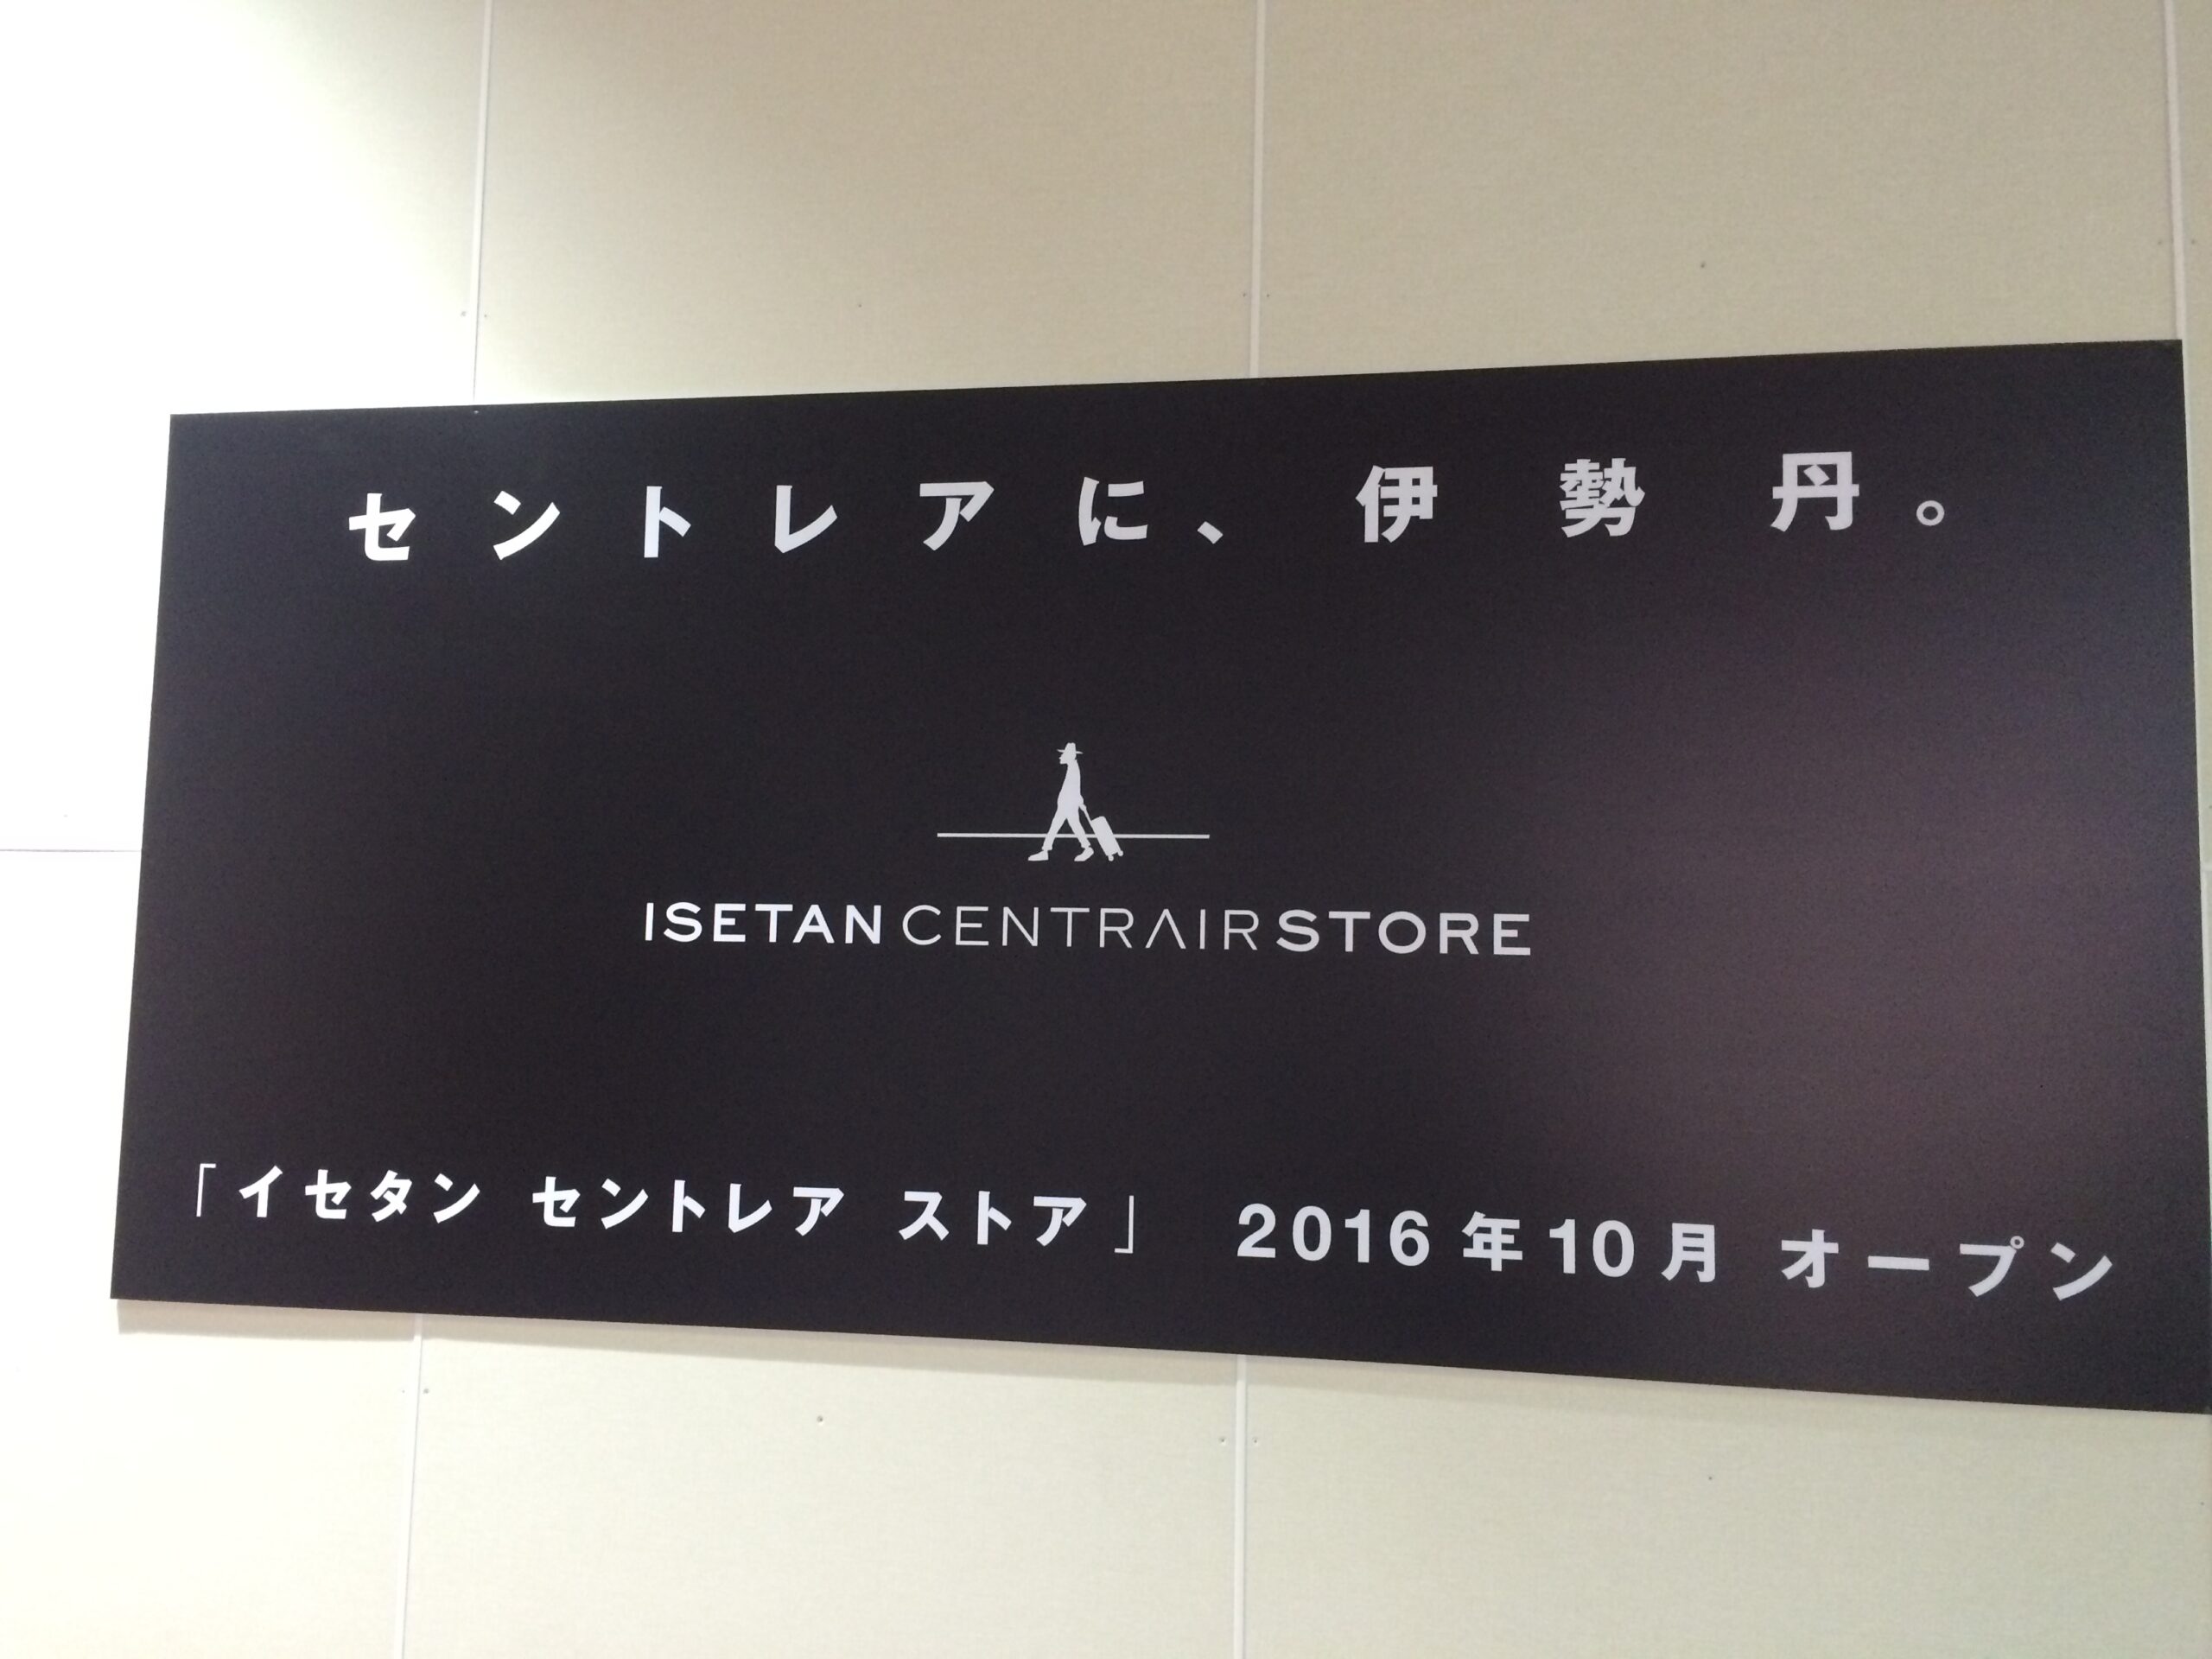 セントレアに、伊勢丹。
ISETAN CENTRAIR STORE
「イセタン セントレア ストア」 2016年10月 オープン